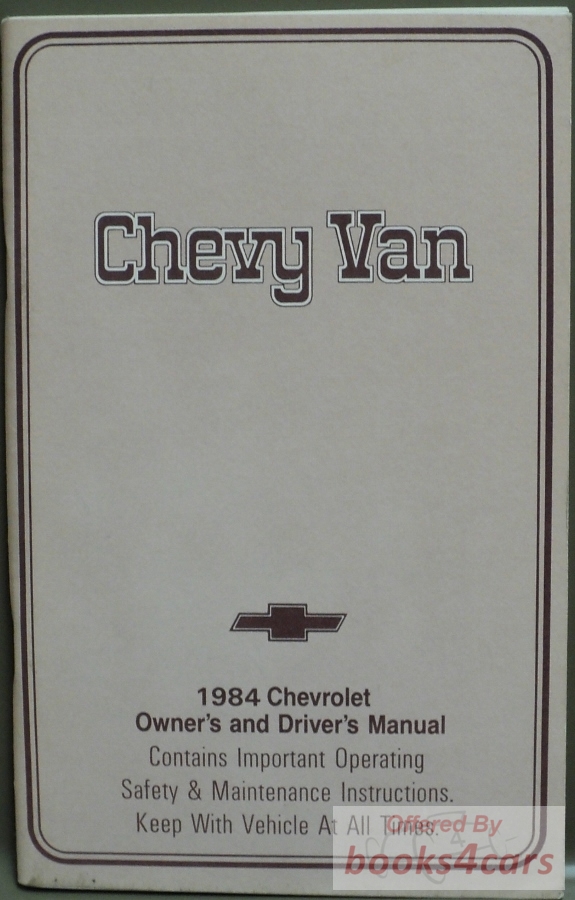 Chevy Van
1984 Chevrolet
Owner's and Driver's Manual
Contains Important Operating
Safety & Maintenance Instructions.
Keep With Vehicle At All Times.
Offered By
books4cars